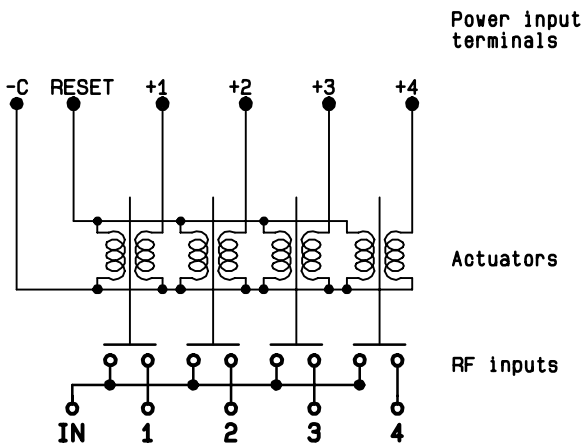 Power input
terminals
-C RESET +1 +2 +3 +4
Actuators
RF inputs
IN 1 2 3 4